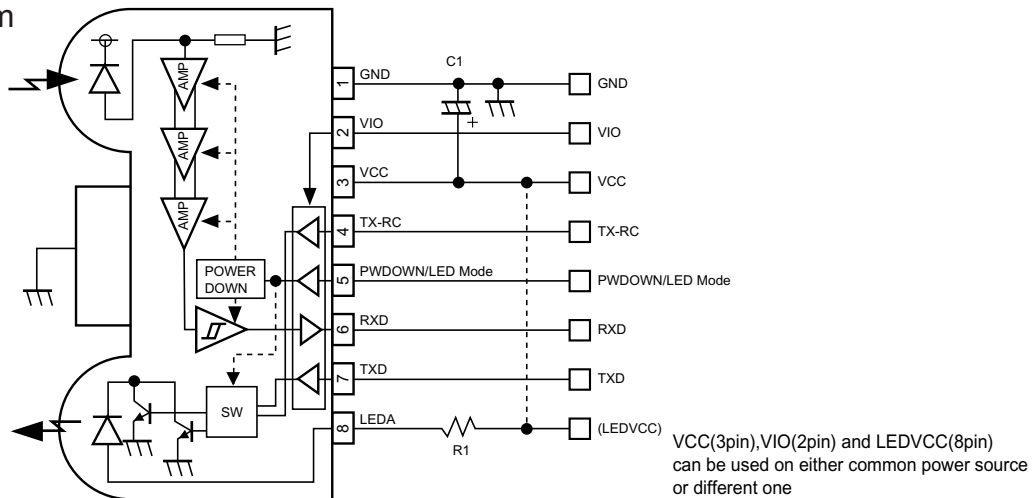 m
AMP
AMP
AMP
POWER
DOWN
SW
1 GND
2 VIO
3 VCC
4 TX-RC
5 PWDOWN/LED Mode
6 RXD
7 TXD
8 LEDA
C1
+
R1
GND
VIO
VCC
TX-RC
PWDOWN/LED Mode
RXD
TXD
(LEDVCC)
VCC(3pin),VIO(2pin) and LEDVCC(8pin)
can be used on either common power source
or different one